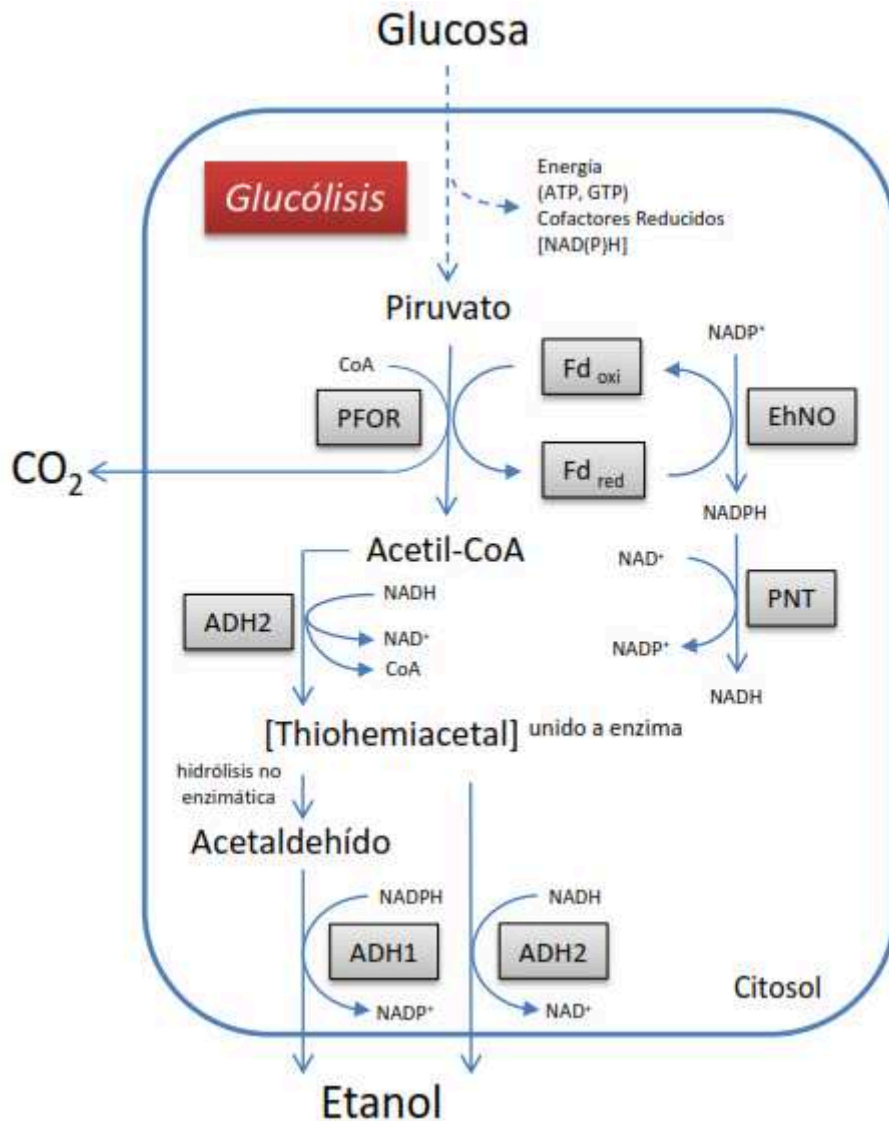 Glucosa
Glucólisis
Energía
(ATP, GTP)
Cofactores Reducidos
[NAD(P)H]
Piruvato
NADP⁺
CoA
Fd oxi
PFOR
EhNO
CO₂
Fd red
NADPH
Acetil-CoA
NAD⁺
NADH
PNT
ADH2
NAD⁺
NADP⁺
CoA
NADH
[Thiohemiacetal] unido a enzima
hidrólisis no
enzimática
Acetaldehído
NADPH
NADH
ADH1
ADH2
Citosol
NADP⁺
NAD⁺
Etanol